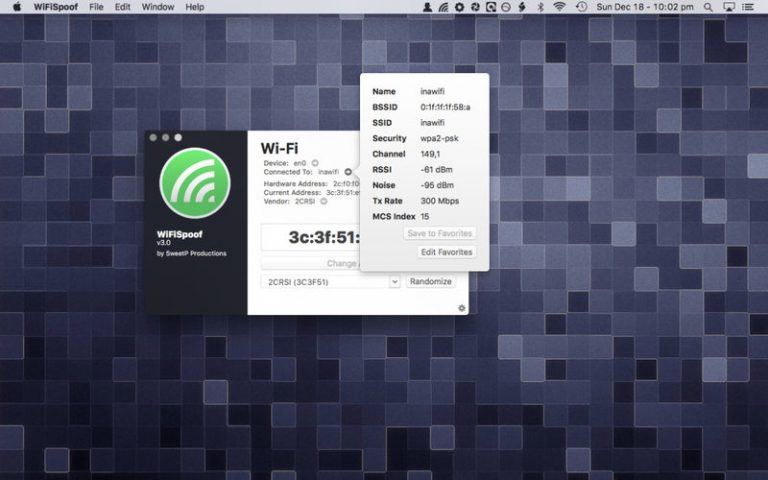 WiFiSpoof File Edit Window Help Sun Dec 18 - 10:02 pm
WiFiSpoof
v3.0
by SweetP Productions
Wi-Fi
Device: en0
Connected To: inawifi
Hardware Address: 2c:f0:
Current Address: 3c:3f:51:
Vendor: 2CRSI
3c:3f:51:
Change
2CRSI (3C3F51)
Randomize
Name inawifi
BSSID 0:1f:1f:1f:58:a
SSID inawifi
Security wpa2-psk
Channel 149,1
RSSI -61 dBm
Noise -95 dBm
Tx Rate 300 Mbps
MCS Index 15
Save to Favorites
Edit Favorites